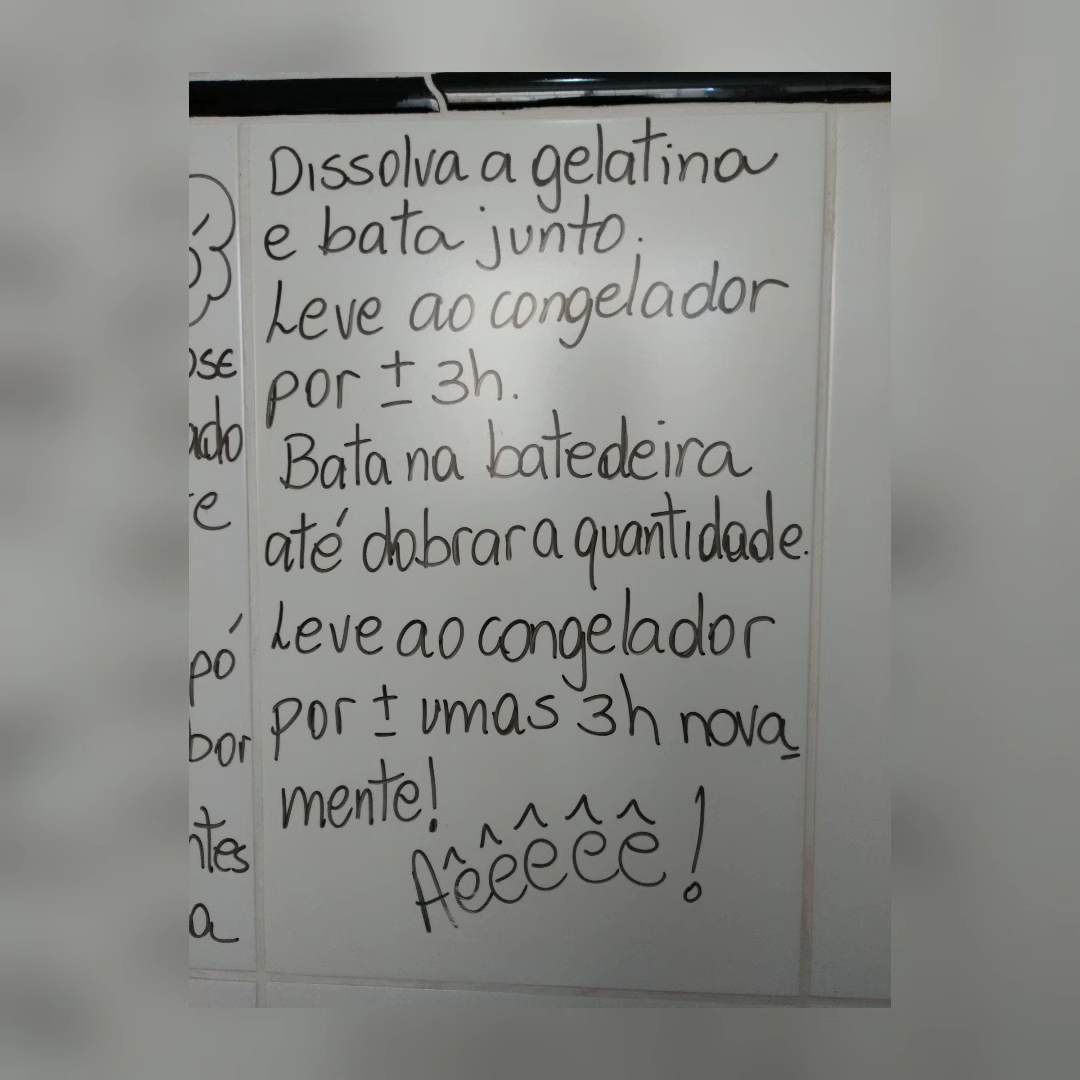 Dissolva a gelatina
e bata junto.
Leve ao congelador
por ± 3h.
Bata na batedeira
até dobrar a quantidade.
Leve ao congelador
por ± umas 3h nova
mente!
Aêêêêê!
pó